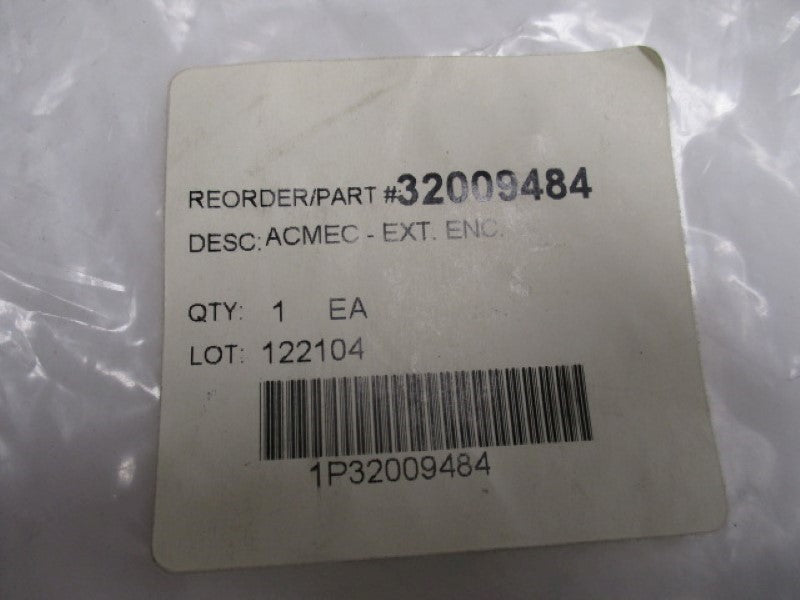 REORDER/PART #:32009484
DESC: ACMEC - EXT. ENC.
QTY: 1 EA
LOT: 122104
1P32009484